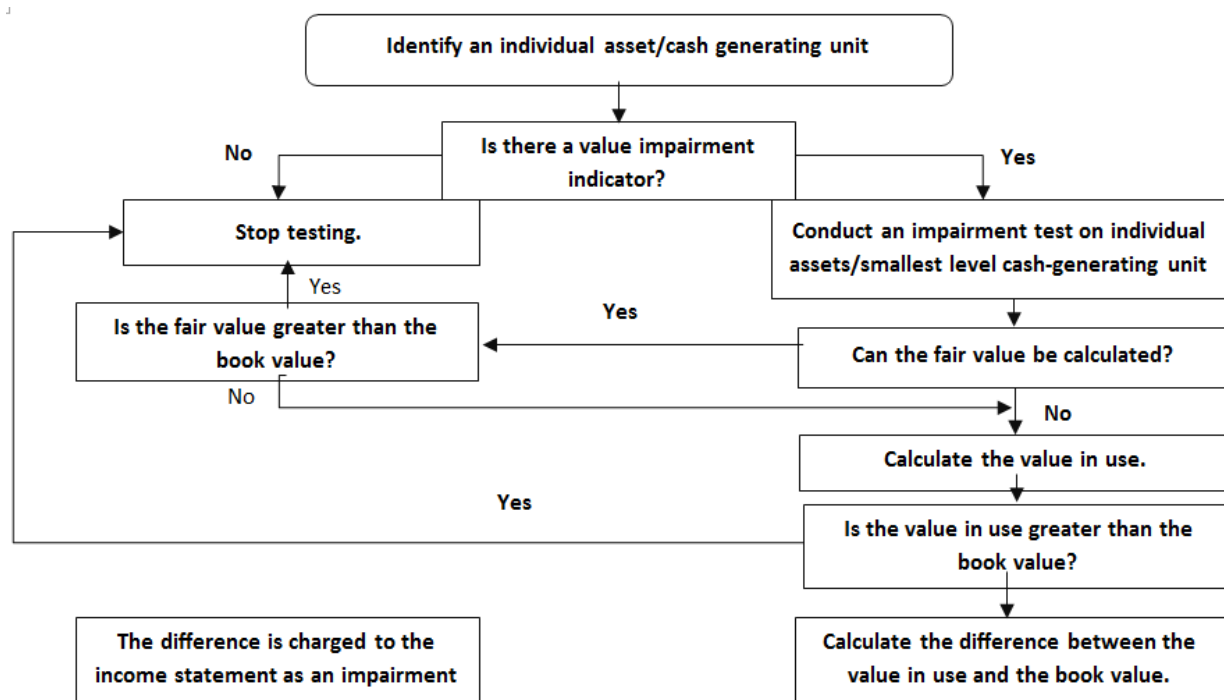 Identify an individual asset/cash generating unit
Is there a value impairment
indicator?
No
Yes
Stop testing.
Conduct an impairment test on individual
assets/smallest level cash-generating unit
Yes
Is the fair value greater than the
book value?
Yes
Can the fair value be calculated?
No
No
Calculate the value in use.
Yes
Is the value in use greater than the
book value?
The difference is charged to the
income statement as an impairment
Calculate the difference between the
value in use and the book value.